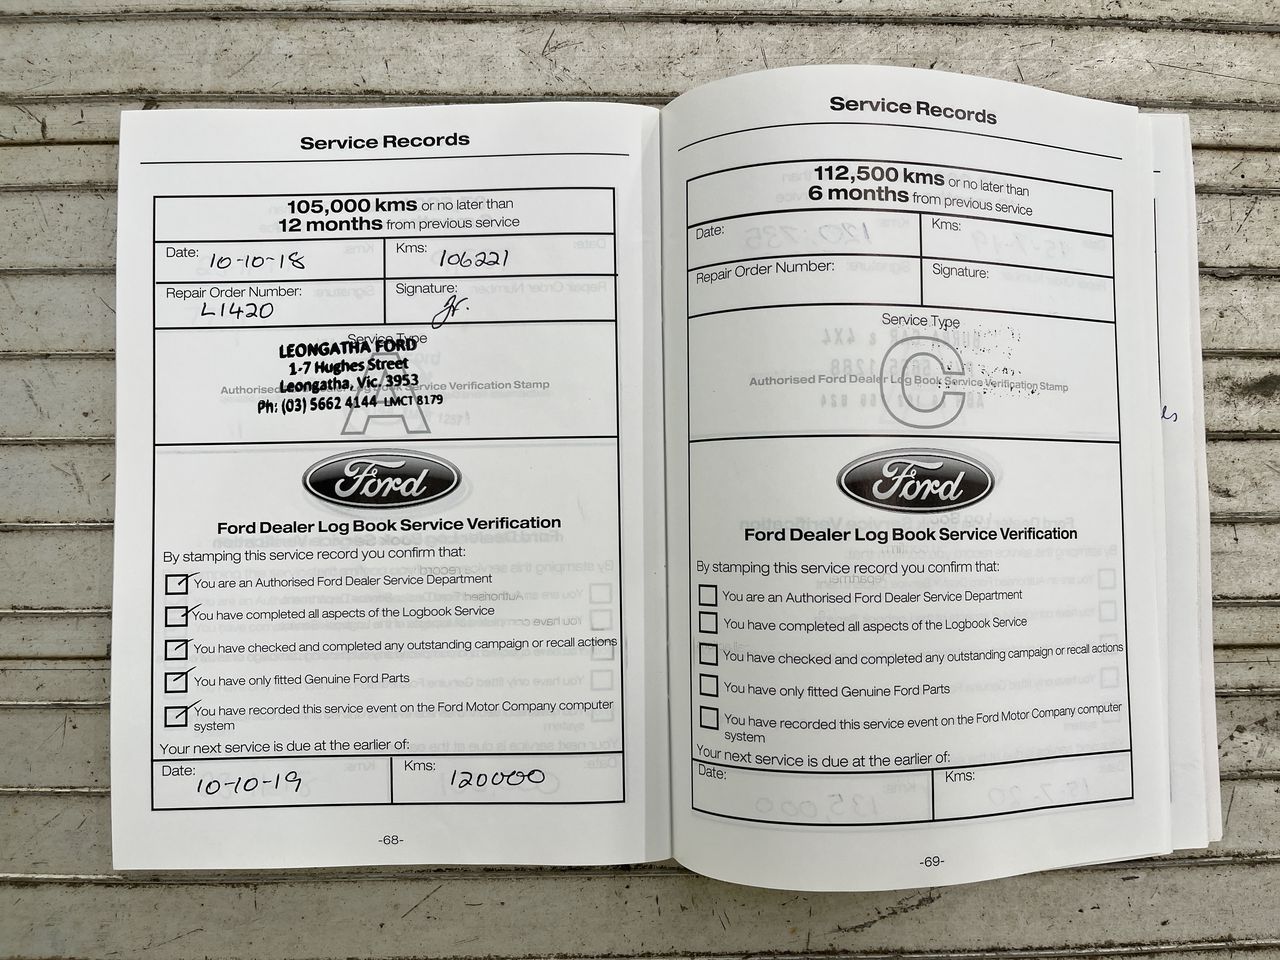 Service Records
105,000 kms or no later than
12 months from previous service
Date: 10-10-18
Kms: 106221
Repair Order Number: L1420
Signature:
Service Type
A
LEONGATHA FORD
1-7 Hughes Street
Leongatha, Vic. 3953
Ph: (03) 5662 4144 LMCT 8179
Authorised Ford Dealer Log Book Service Verification Stamp
Ford
Ford Dealer Log Book Service Verification
By stamping this service record you confirm that:
You are an Authorised Ford Dealer Service Department
You have completed all aspects of the Logbook Service
You have checked and completed any outstanding campaign or recall actions
You have only fitted Genuine Ford Parts
You have recorded this service event on the Ford Motor Company computer
system
Your next service is due at the earlier of:
Date: 10-10-19
Kms: 120000
-68-
Service Records
112,500 kms or no later than
6 months from previous service
Date:
Kms:
Repair Order Number:
Signature:
Service Type
C
Authorised Ford Dealer Log Book Service Verification Stamp
Ford
Ford Dealer Log Book Service Verification
By stamping this service record you confirm that:
You are an Authorised Ford Dealer Service Department
You have completed all aspects of the Logbook Service
You have checked and completed any outstanding campaign or recall actions
You have only fitted Genuine Ford Parts
You have recorded this service event on the Ford Motor Company computer
system
Your next service is due at the earlier of:
Date:
Kms:
-69-